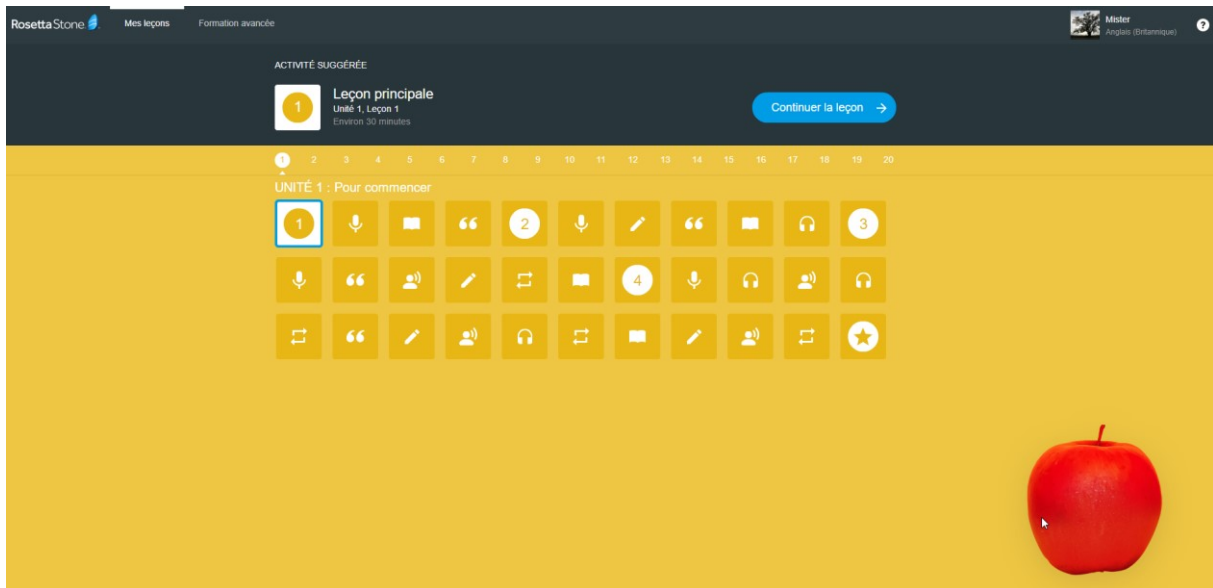 RosettaStone
Mes leçons
Formation avancée
Mister
Anglais (Britannique)
?
ACTIVITÉ SUGGÉRÉE
1
Leçon principale
Unité 1, Leçon 1
Environ 30 minutes
Continuer la leçon →
1 2 3 4 5 6 7 8 9 10 11 12 13 14 15 16 17 18 19 20
UNITÉ 1 : Pour commencer
1 2 3
4